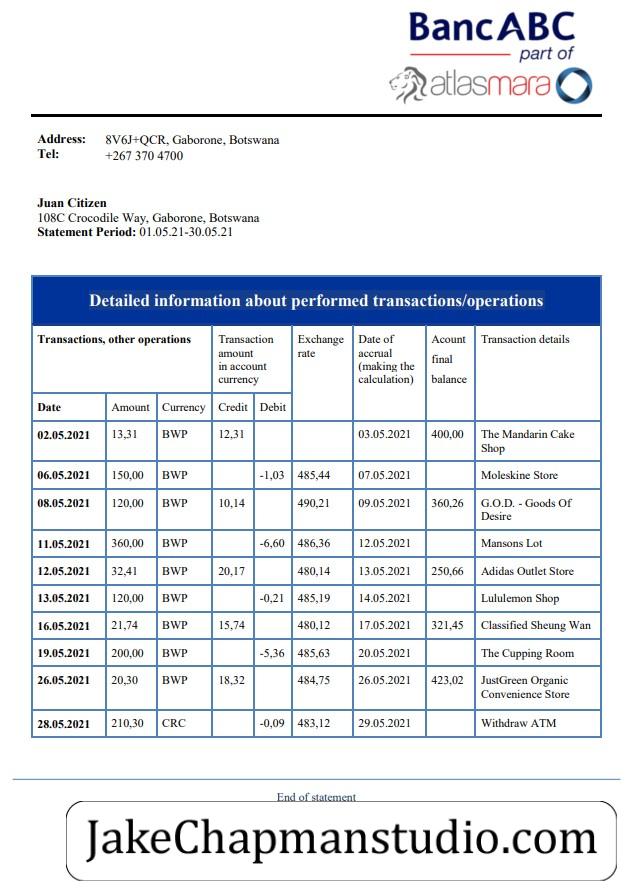 BancABC
part of
atlasmara
Address: 8V6J+QCR, Gaborone, Botswana
Tel: +267 370 4700
Juan Citizen
108C Crocodile Way, Gaborone, Botswana
Statement Period: 01.05.21-30.05.21
Detailed information about performed transactions/operations
Transactions, other operations Transaction amount in account currency Exchange rate Date of accrual (making the calculation) Acount final balance Transaction details
Date Amount Currency Credit Debit
02.05.2021 13,31 BWP 12,31 03.05.2021 400,00 The Mandarin Cake
Shop
06.05.2021 150,00 BWP -1,03 485,44 07.05.2021 Moleskine Store
08.05.2021 120,00 BWP 10,14 490,21 09.05.2021 360,26 G.O.D. - Goods Of
Desire
11.05.2021 360,00 BWP -6,60 486,36 12.05.2021 Mansons Lot
12.05.2021 32,41 BWP 20,17 480,14 13.05.2021 250,66 Adidas Outlet Store
13.05.2021 120,00 BWP -0,21 485,19 14.05.2021 Lululemon Shop
16.05.2021 21,74 BWP 15,74 480,12 17.05.2021 321,45 Classified Sheung Wan
19.05.2021 200,00 BWP -5,36 485,63 20.05.2021 The Cupping Room
26.05.2021 20,30 BWP 18,32 484,75 26.05.2021 423,02 JustGreen Organic
Convenience Store
28.05.2021 210,30 CRC -0,09 483,12 29.05.2021 Withdraw ATM
End of statement
JakeChapmanstudio.com